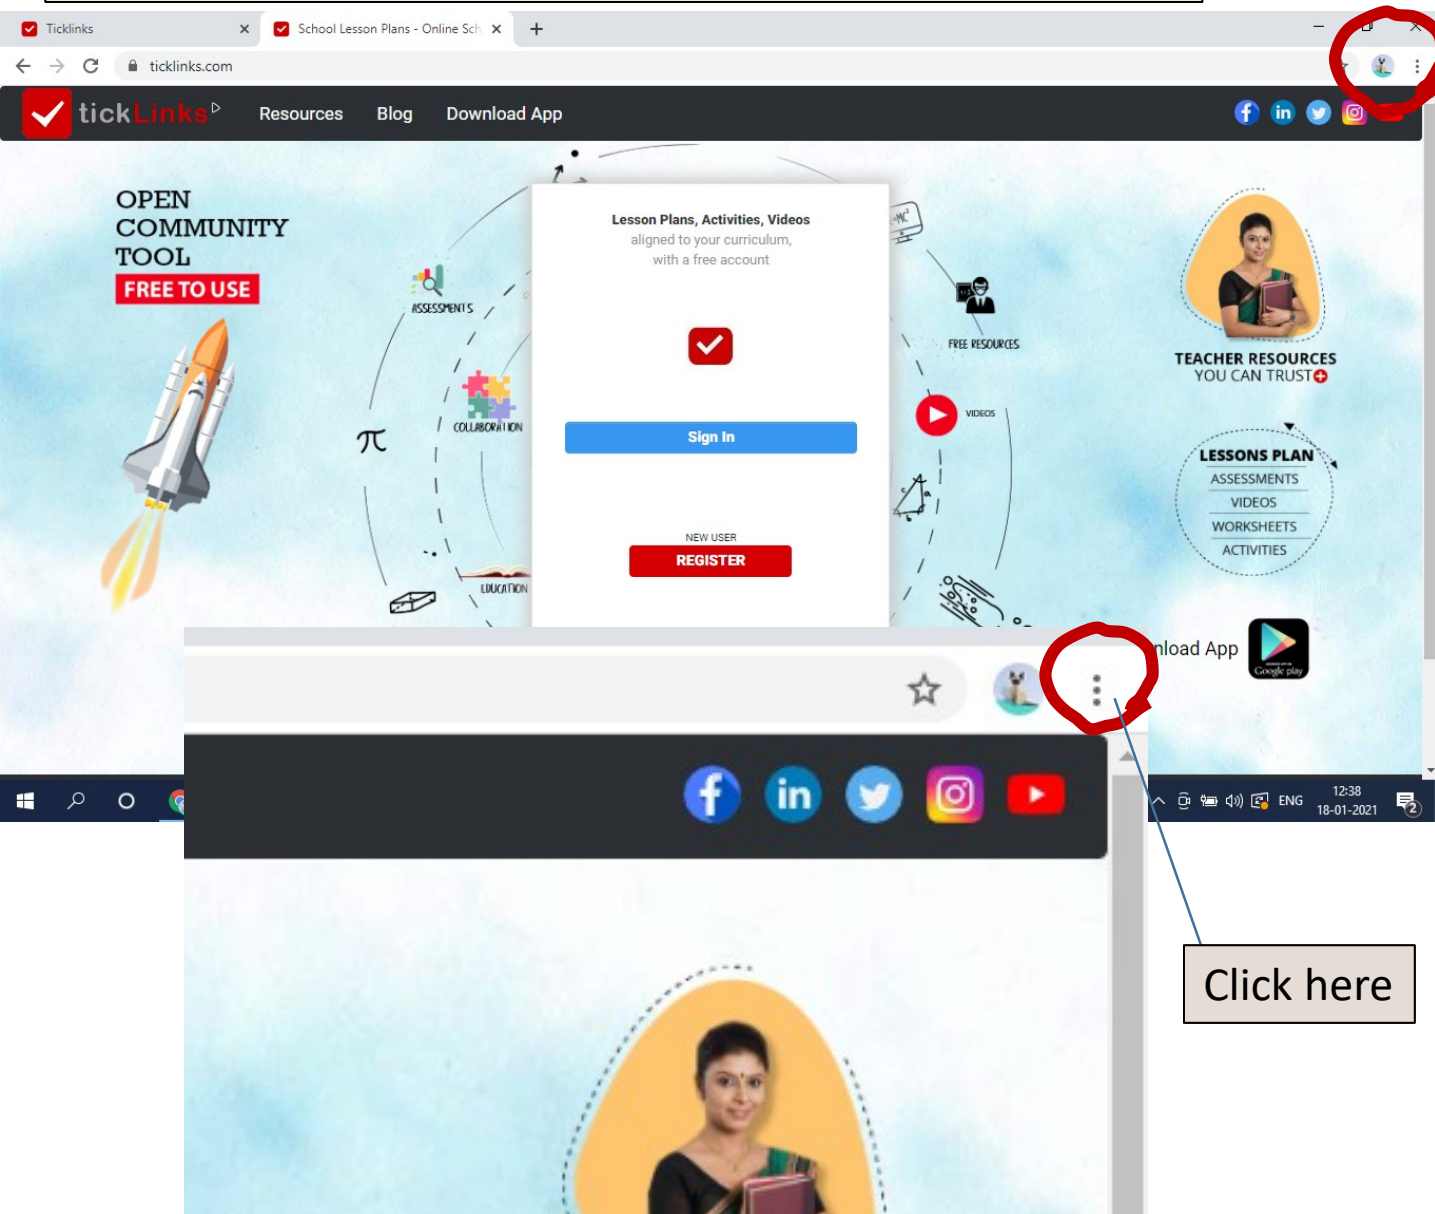 Ticklinks
School Lesson Plans - Online Sch
ticklinks.com
tickLinks
Resources
Blog
Download App
OPEN
COMMUNITY
TOOL
FREE TO USE
Lesson Plans, Activities, Videos
aligned to your curriculum,
with a free account
Sign In
NEW USER
REGISTER
ASSESSMENTS
COLLABORATION
π
EDUCATION
FREE RESOURCES
VIDEOS
c
a
b
TEACHER RESOURCES
YOU CAN TRUST
LESSONS PLAN
ASSESSMENTS
VIDEOS
WORKSHEETS
ACTIVITIES
nload App
Google play
ENG
12:38
18-01-2021
2
Click here